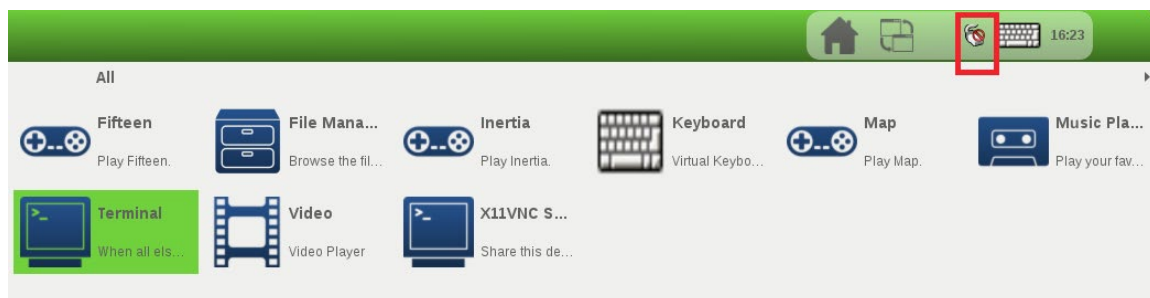 16:23
All
Fifteen
Play Fifteen.
File Mana...
Browse the fil...
Inertia
Play Inertia.
Keyboard
Virtual Keybo...
Map
Play Map.
Music Pla...
Play your fav...
Terminal
When all els...
Video
Video Player
X11VNC S...
Share this de...